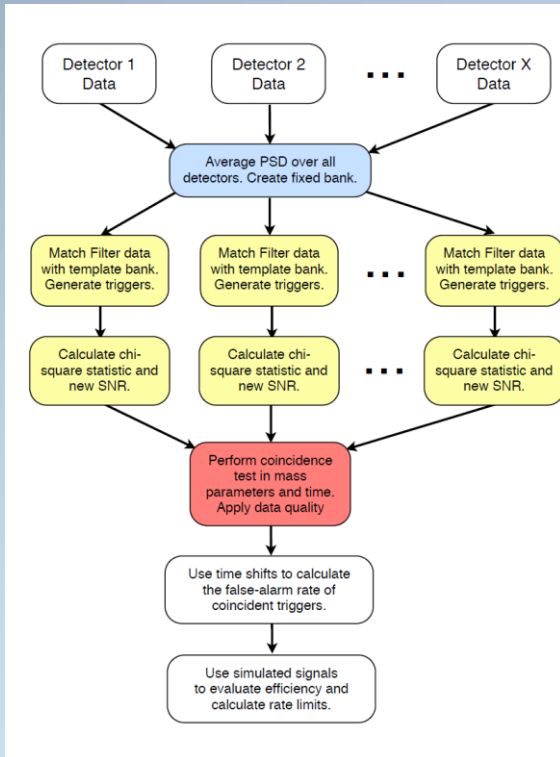 Detector 1
Data
Detector 2
Data
...
Detector X
Data
Average PSD over all
detectors. Create fixed bank.
Match Filter data
with template bank.
Generate triggers.
Match Filter data
with template bank.
Generate triggers.
...
Match Filter data
with template bank.
Generate triggers.
Calculate chi-
square statistic and
new SNR.
Calculate chi-
square statistic and
new SNR.
...
Calculate chi-
square statistic and
new SNR.
Perform coincidence
test in mass
parameters and time.
Apply data quality
Use time shifts to calculate
the false-alarm rate of
coincident triggers.
Use simulated signals
to evaluate efficiency and
calculate rate limits.